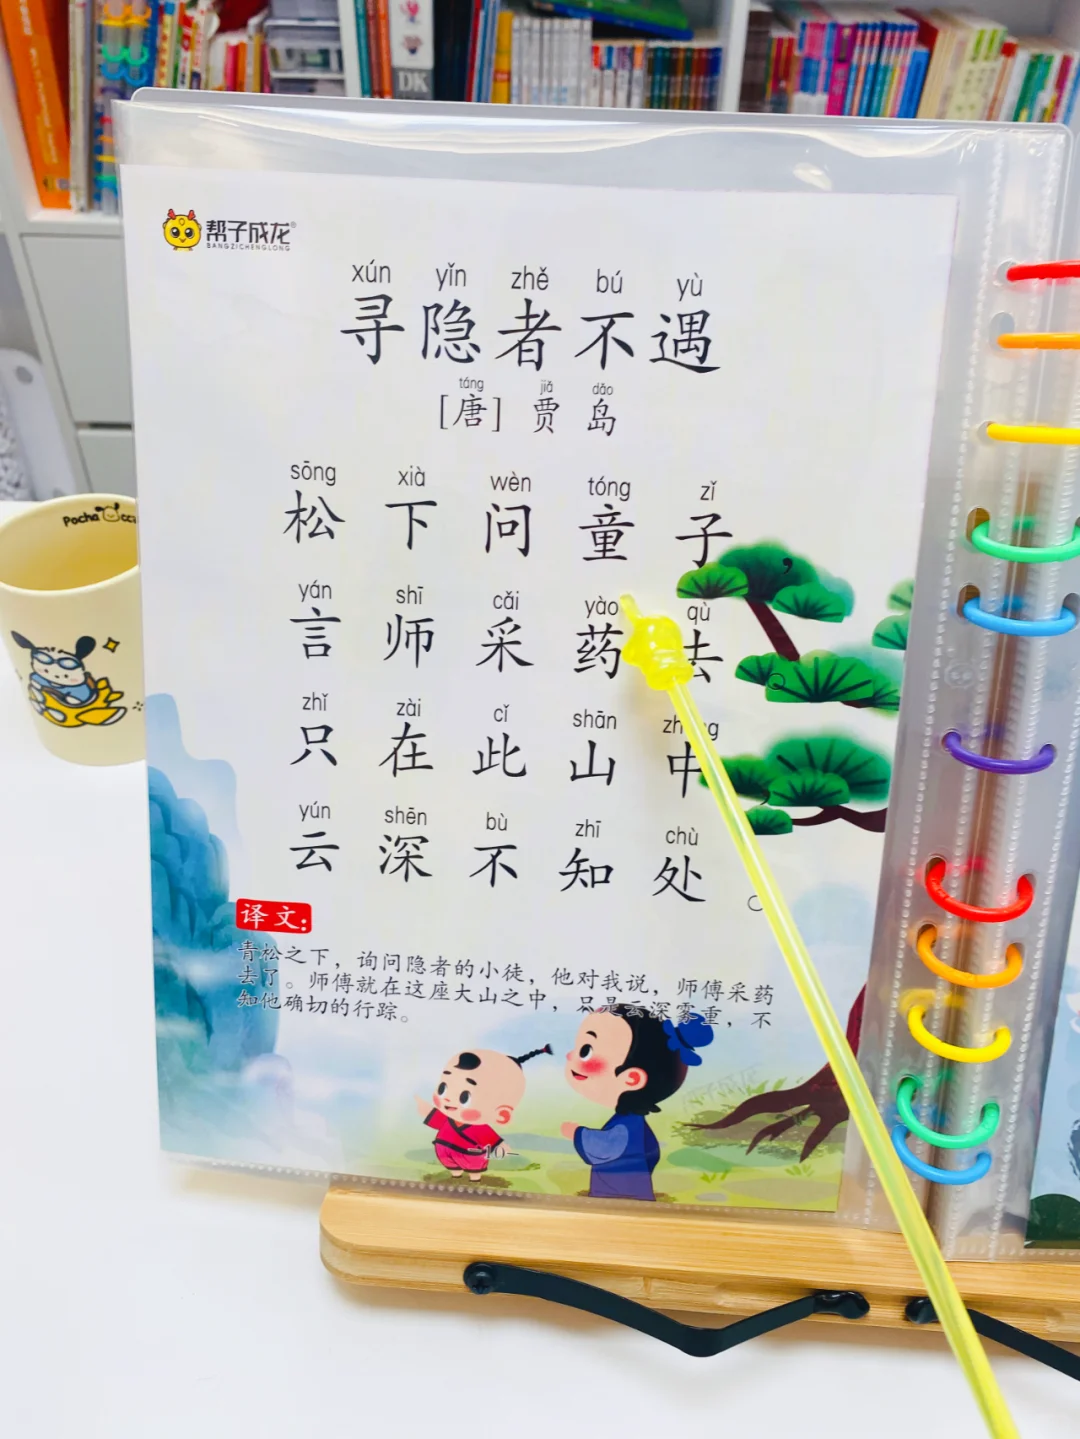 DK
帮子成龙®
BANGZICHENGLONG
xún yǐn zhě bú yù
寻隐者不遇
táng jiǎ dǎo
[唐] 贾岛
sōng xià wèn tóng zǐ
松下问童子，
yán shī cǎi yào qù
言师采药去。
zhǐ zài cǐ shān
只在此山中，
yún shēn bù zhī chù
云深不知处。
译文：
青松之下，询问隐者的小徒，他对我说，师傅采药
去了。师傅就在这座大山之中，只是云深雾重，不
知他确切的行踪。
-10-
Pochacco